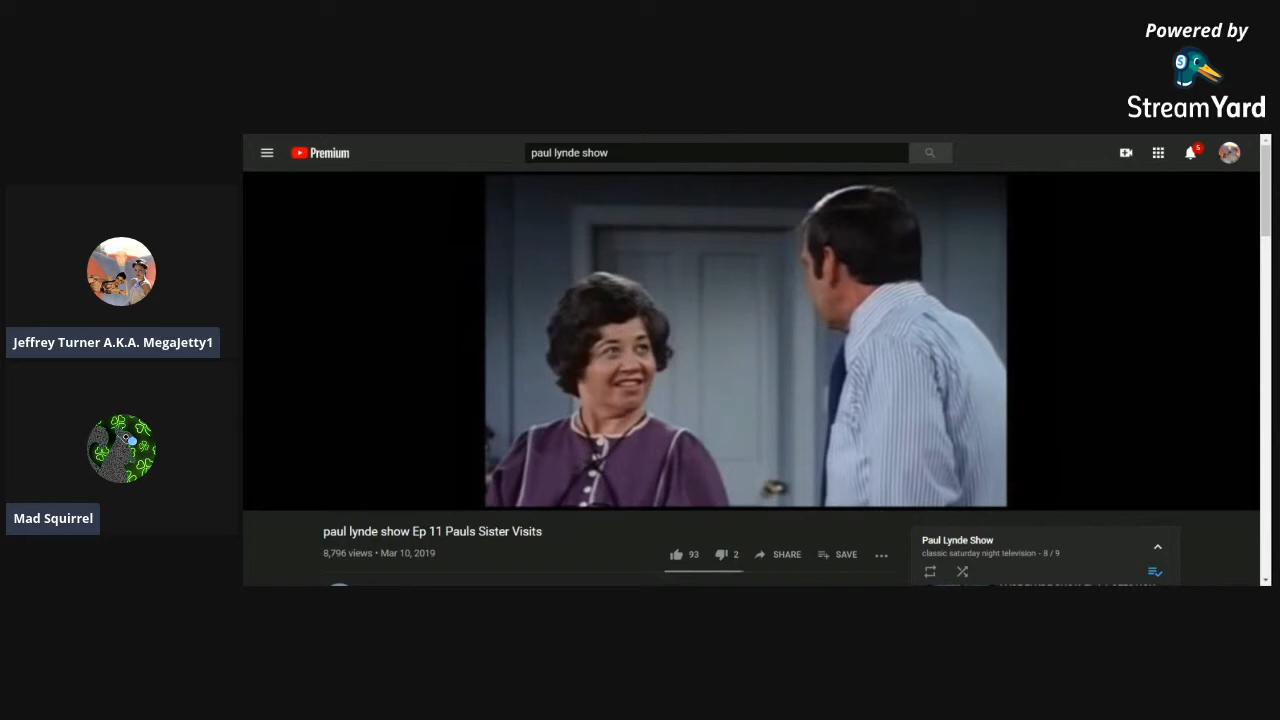 Powered by
StreamYard
Premium
paul lynde show
5
Jeffrey Turner A.K.A. MegaJetty1
Mad Squirrel
paul lynde show Ep 11 Pauls Sister Visits
8,796 views • Mar 10, 2019
93
2
SHARE
SAVE
Paul Lynde Show
classic saturday night television - 8 / 9